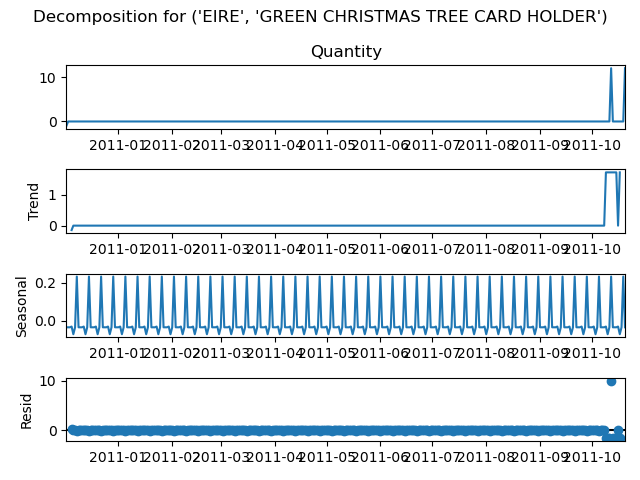 Decomposition for ('EIRE', 'GREEN CHRISTMAS TREE CARD HOLDER')
Quantity
10
0
2011-01 2011-02 2011-03 2011-04 2011-05 2011-06 2011-07 2011-08 2011-09 2011-10
Trend
1
0
2011-01 2011-02 2011-03 2011-04 2011-05 2011-06 2011-07 2011-08 2011-09 2011-10
Seasonal
0.2
0.0
2011-01 2011-02 2011-03 2011-04 2011-05 2011-06 2011-07 2011-08 2011-09 2011-10
Resid
10
0
2011-01 2011-02 2011-03 2011-04 2011-05 2011-06 2011-07 2011-08 2011-09 2011-10